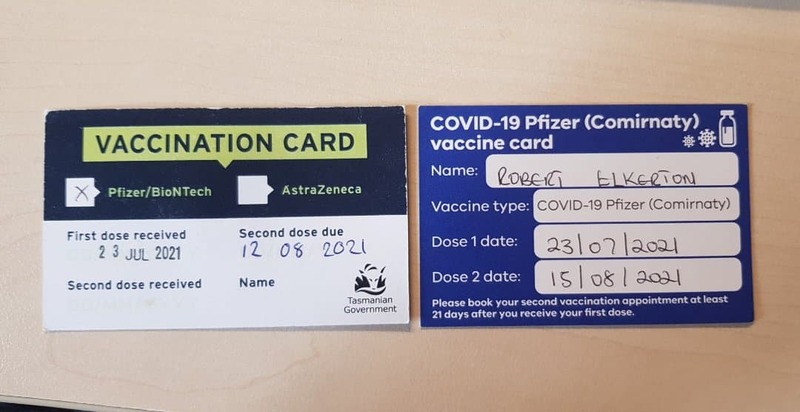 VACCINATION CARD
Pfizer/BioNTech
AstraZeneca
First dose received
23 JUL 2021
Second dose due
12 08 2021
Second dose received
Name
Tasmanian
Government
COVID-19 Pfizer (Comirnaty)
vaccine card
Name: ROBERT ELKERTON
Vaccine type: COVID-19 Pfizer (Comirnaty)
Dose 1 date: 23/07/2021
Dose 2 date: 15/08/2021
Please book your second vaccination appointment at least
21 days after you receive your first dose.